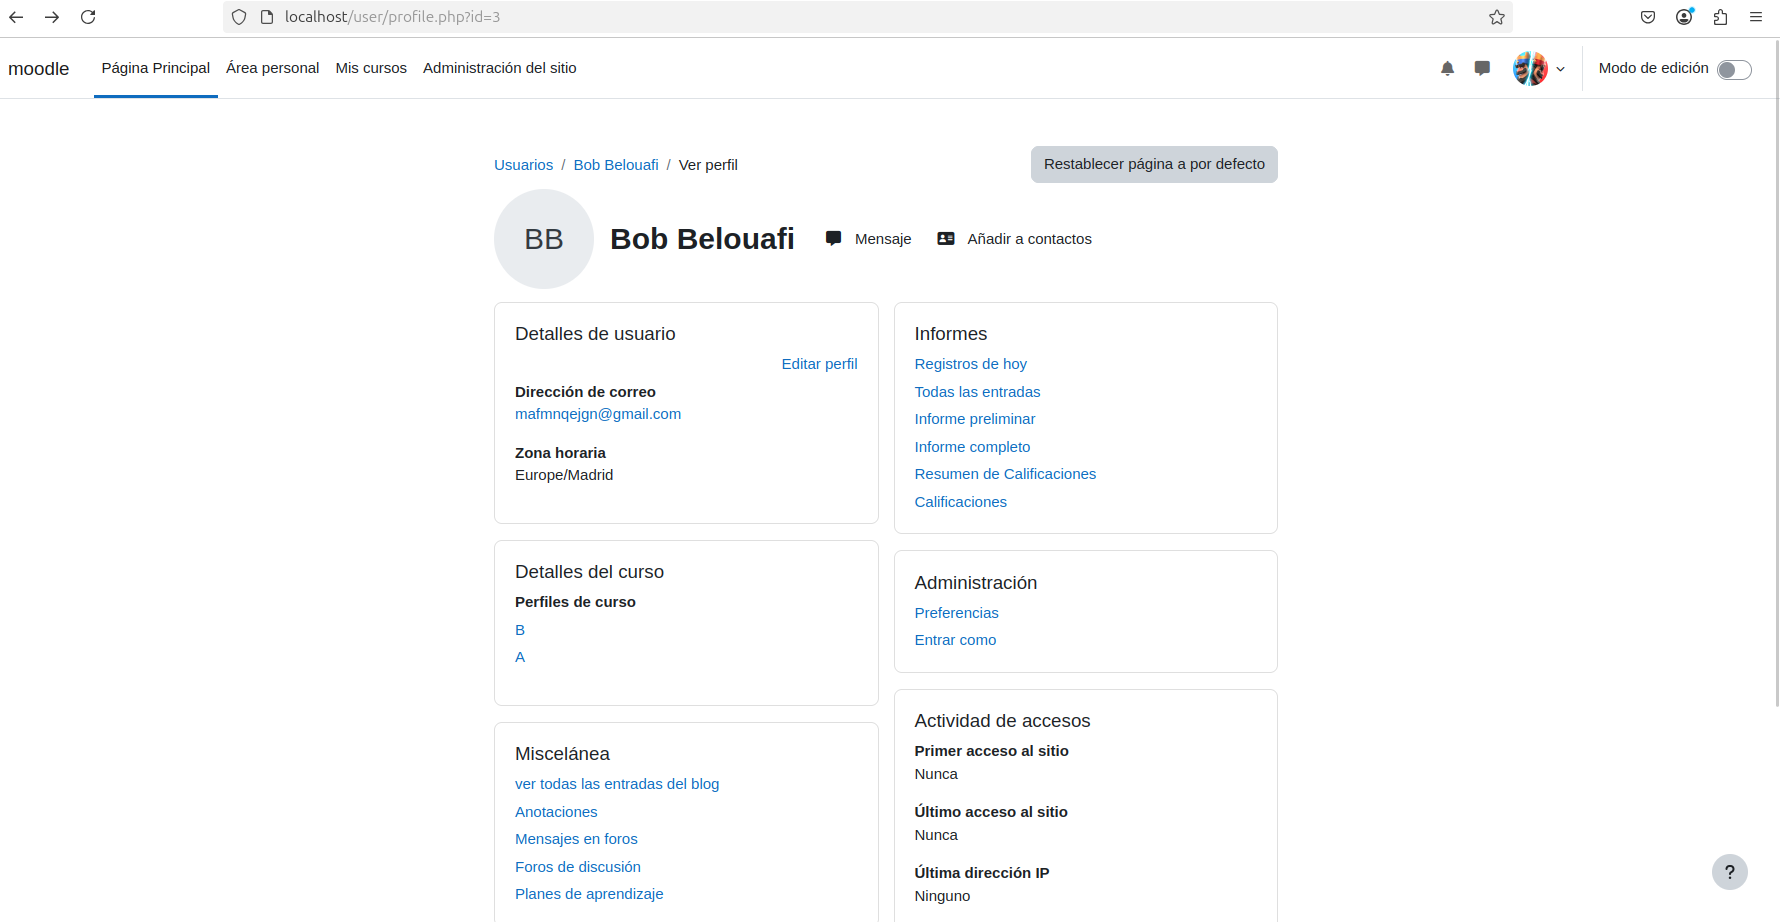 localhost/user/profile.php?id=3
moodle
Página Principal
Área personal
Mis cursos
Administración del sitio
Modo de edición
Usuarios / Bob Belouafi / Ver perfil
Restablecer página a por defecto
BB
Bob Belouafi
Mensaje
Añadir a contactos
Detalles de usuario
Editar perfil
Dirección de correo
mafmnqejgn@gmail.com
Zona horaria
Europe/Madrid
Detalles del curso
Perfiles de curso
B
A
Miscelánea
ver todas las entradas del blog
Anotaciones
Mensajes en foros
Foros de discusión
Planes de aprendizaje
Informes
Registros de hoy
Todas las entradas
Informe preliminar
Informe completo
Resumen de Calificaciones
Calificaciones
Administración
Preferencias
Entrar como
Actividad de accesos
Primer acceso al sitio
Nunca
Último acceso al sitio
Nunca
Última dirección IP
Ninguno
?